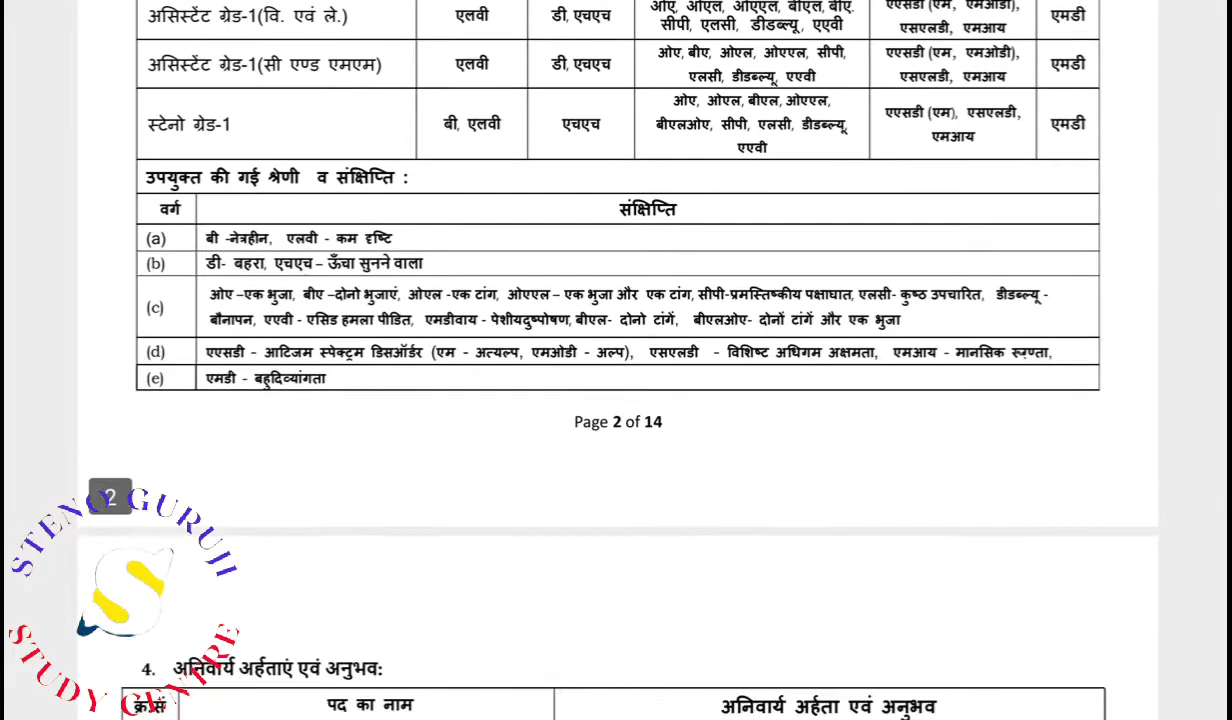 असिस्टेंट ग्रेड-1(वि. एवं ले.) एलवी डी, एचएच ओए, ओएल, ओएएल, बीएल, बीए, सीपी, एलसी, डीडब्ल्यू, एएवी एएसडी (एम, एमओडी), एसएलडी, एमआय एमडी
असिस्टेंट ग्रेड-1(सी एण्ड एमएम) एलवी डी, एचएच ओए, बीए, ओएल, ओएएल, सीपी, एलसी, डीडब्ल्यू, एएवी एएसडी (एम, एमओडी), एसएलडी, एमआय एमडी
स्टेनो ग्रेड-1 बी, एलवी एचएच ओए, ओएल, बीएल, ओएएल, बीएलओए, सीपी, एलसी, डीडब्ल्यू, एएवी एएसडी (एम), एसएलडी, एमआय एमडी
उपयुक्त की गई श्रेणी व संक्षिप्ति :
वर्ग संक्षिप्ति
(a) बी -नेत्रहीन, एलवी - कम दृष्टि
(b) डी- बहरा, एचएच – ऊँचा सुनने वाला
(c) ओए –एक भुजा, बीए –दोनो भुजाएं, ओएल -एक टांग, ओएएल – एक भुजा और एक टांग, सीपी-प्रमस्तिष्कीय पक्षाघात, एलसी- कुष्ठ उपचारित, डीडब्ल्यू -
बौनापन, एएवी - एसिड हमला पीडित, एमडीवाय - पेशीयदुष्पोषण, बीएल- दोनो टांगें, बीएलओए- दोनों टांगें और एक भुजा
(d) एएसडी - आटिजम स्पेक्ट्रम डिसऑर्डर (एम - अत्यल्प, एमओडी - अल्प), एसएलडी - विशिष्ट अधिगम अक्षमता, एमआय - मानसिक रूग्णता,
(e) एमडी - बहुदिव्यांगता
Page 2 of 14
2
STENO GURUJI
STUDY CENTRE
4. अनिवार्य अर्हताएं एवं अनुभव:
क्र सं पद का नाम अनिवार्य अर्हता एवं अनुभव